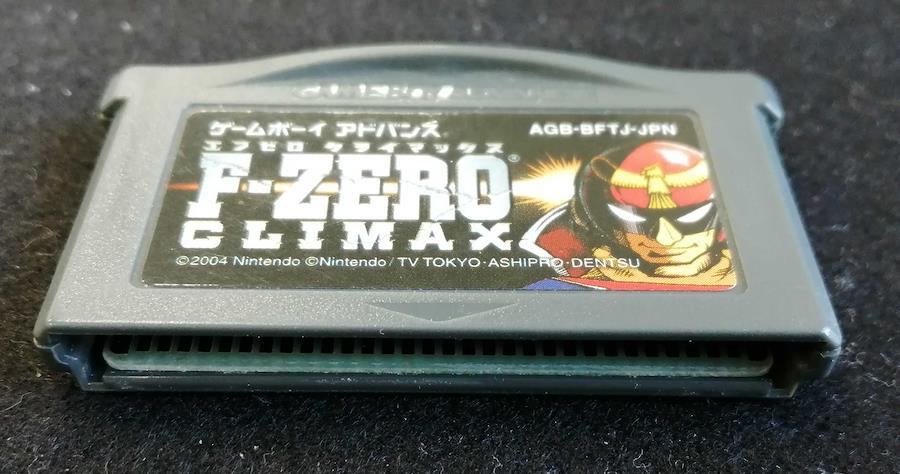 ゲームボーイ アドバンス
AGB-BFTJ-JPN
エフゼロ クライマックス
F-ZERO®
CLIMAX
©2004 Nintendo ©Nintendo/TV TOKYO·ASHIPRO·DENTSU